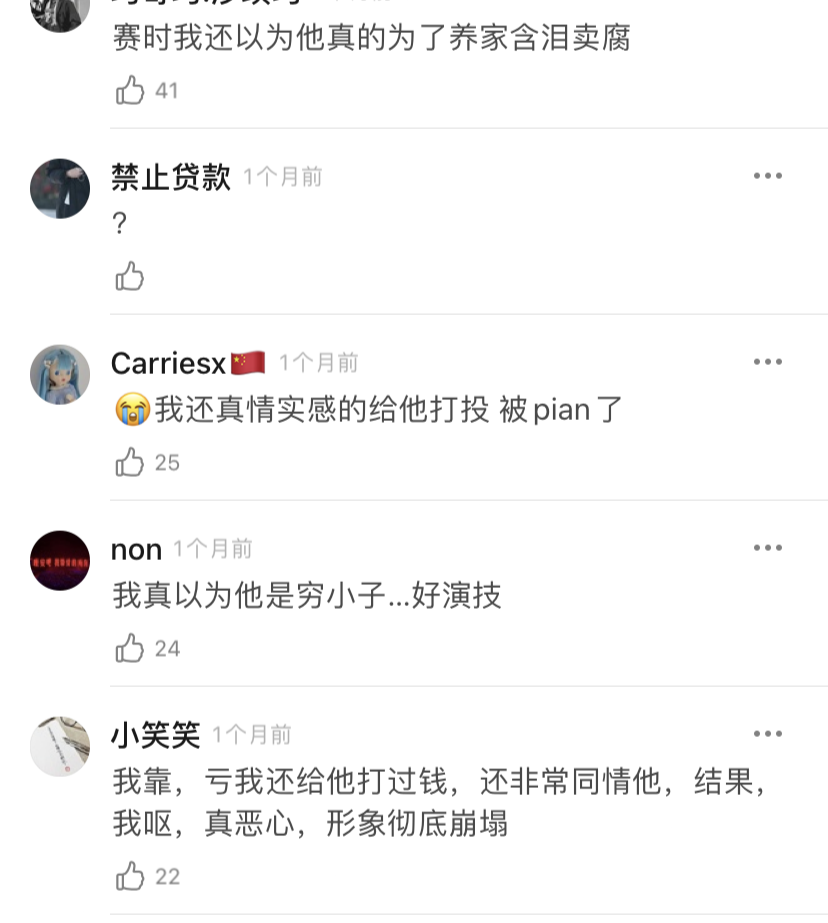 赛时我还以为他真的为了养家含泪卖腐
41
禁止贷款 1个月前
?
Carriesx🇨🇳 1个月前
😭我还真情实感的给他打投 被pian了
25
non 1个月前
我真以为他是穷小子...好演技
24
小笑笑 1个月前
我靠，亏我还给他打过钱，还非常同情他，结果，
我呕，真恶心，形象彻底崩塌
22